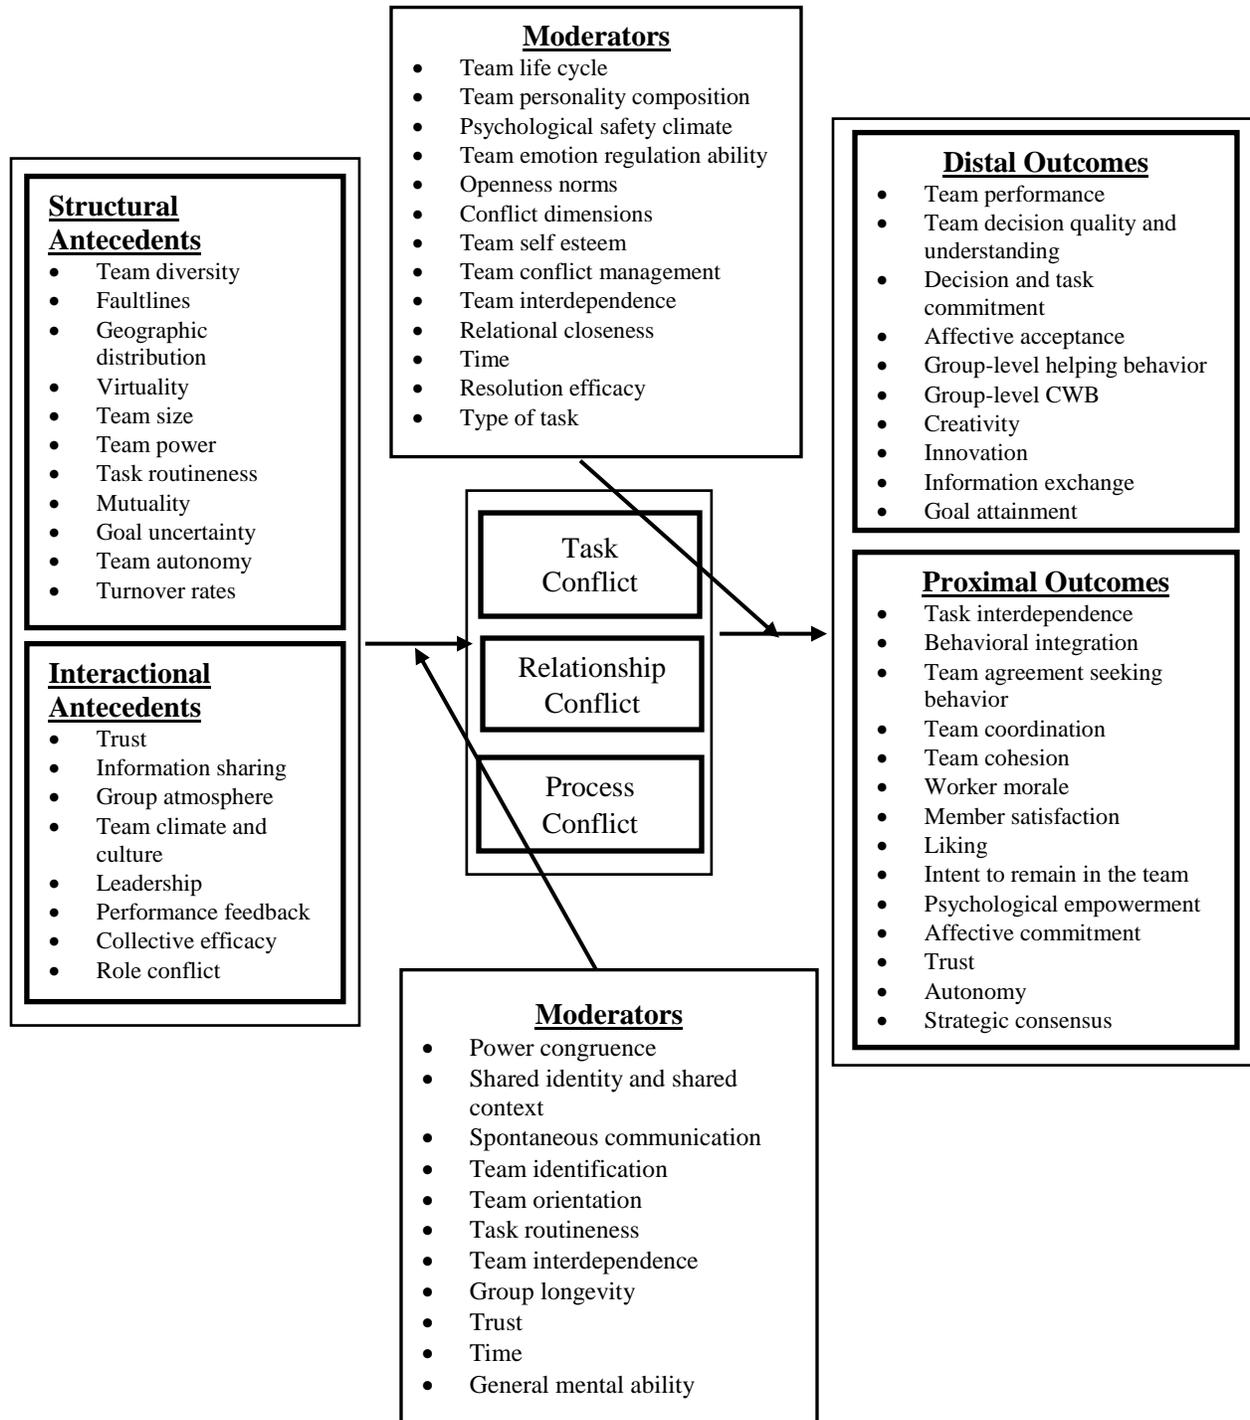 Moderators
• Team life cycle
• Team personality composition
• Psychological safety climate
• Team emotion regulation ability
• Openness norms
• Conflict dimensions
• Team self esteem
• Team conflict management
• Team interdependence
• Relational closeness
• Time
• Resolution efficacy
• Type of task
Structural
Antecedents
• Team diversity
• Faultlines
• Geographic
distribution
• Virtuality
• Team size
• Team power
• Task routineness
• Mutuality
• Goal uncertainty
• Team autonomy
• Turnover rates
Interactional
Antecedents
• Trust
• Information sharing
• Group atmosphere
• Team climate and
culture
• Leadership
• Performance feedback
• Collective efficacy
• Role conflict
Task
Conflict
Relationship
Conflict
Process
Conflict
Distal Outcomes
• Team performance
• Team decision quality and
understanding
• Decision and task
commitment
• Affective acceptance
• Group-level helping behavior
• Group-level CWB
• Creativity
• Innovation
• Information exchange
• Goal attainment
Proximal Outcomes
• Task interdependence
• Behavioral integration
• Team agreement seeking
behavior
• Team coordination
• Team cohesion
• Worker morale
• Member satisfaction
• Liking
• Intent to remain in the team
• Psychological empowerment
• Affective commitment
• Trust
• Autonomy
• Strategic consensus
Moderators
• Power congruence
• Shared identity and shared
context
• Spontaneous communication
• Team identification
• Team orientation
• Task routineness
• Team interdependence
• Group longevity
• Trust
• Time
• General mental ability